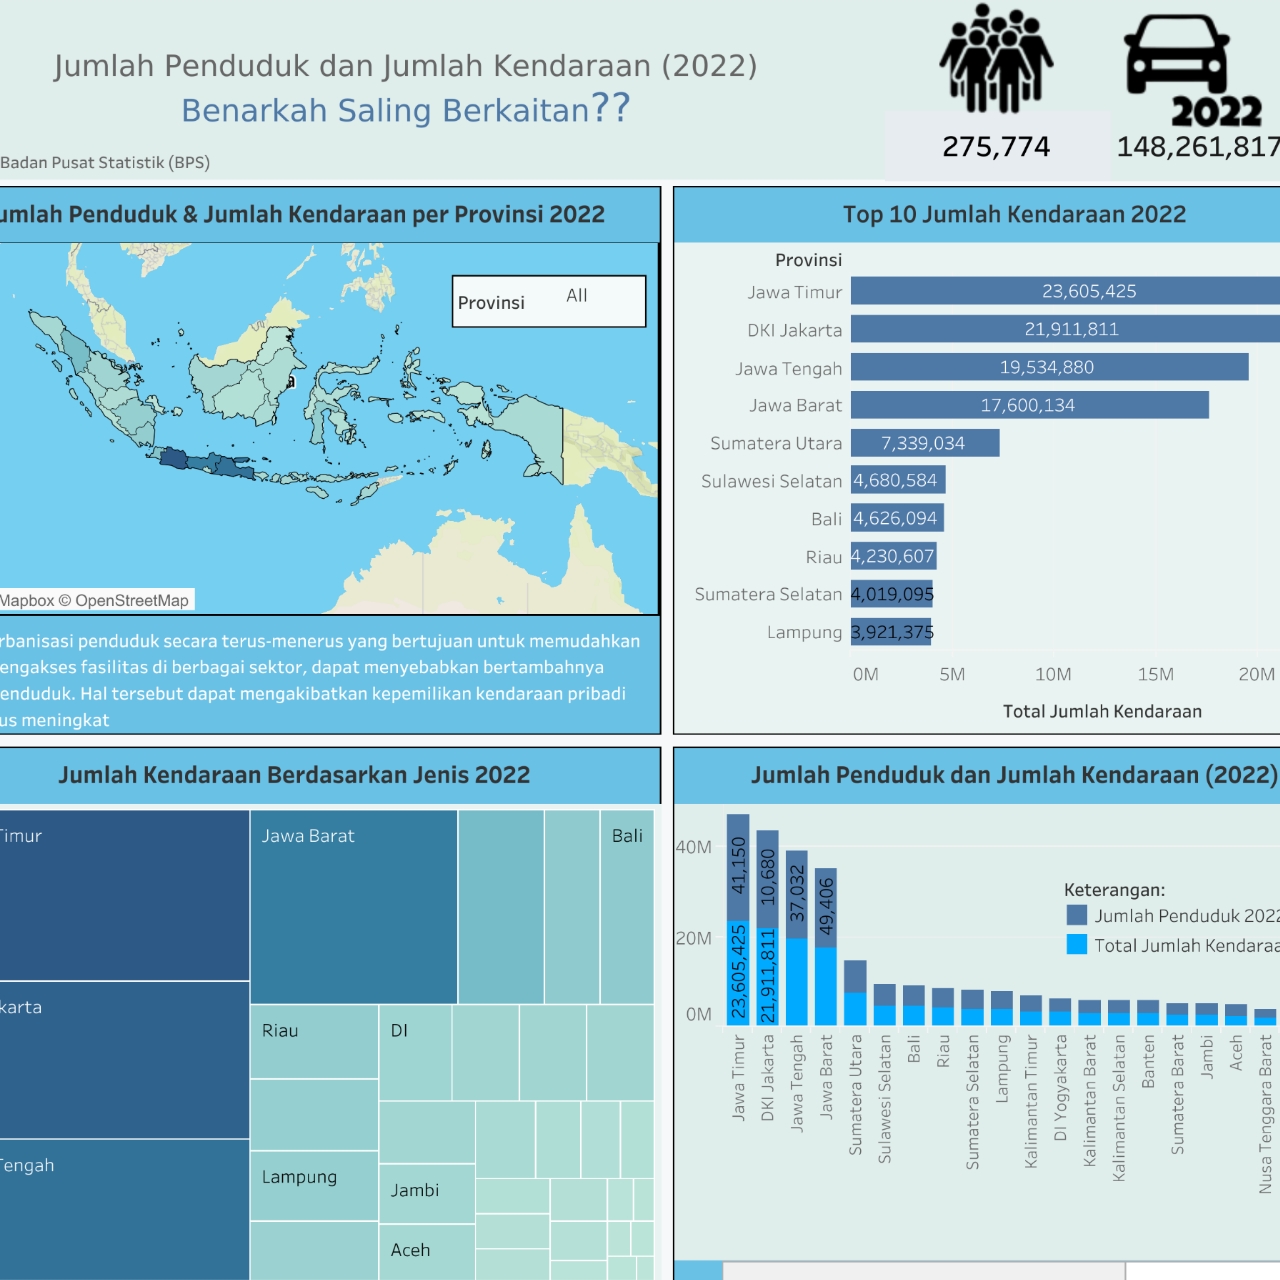 Jumlah Penduduk dan Jumlah Kendaraan (2022)
Benarkah Saling Berkaitan??
Badan Pusat Statistik (BPS)
275,774
2022
148,261,817
umlah Penduduk & Jumlah Kendaraan per Provinsi 2022
Provinsi
All
Mapbox © OpenStreetMap
rbanisasi penduduk secara terus-menerus yang bertujuan untuk memudahkan
engakses fasilitas di berbagai sektor, dapat menyebabkan bertambahnya
enduduk. Hal tersebut dapat mengakibatkan kepemilikan kendaraan pribadi
us meningkat
Top 10 Jumlah Kendaraan 2022
Provinsi
Jawa Timur 23,605,425
DKI Jakarta 21,911,811
Jawa Tengah 19,534,880
Jawa Barat 17,600,134
Sumatera Utara 7,339,034
Sulawesi Selatan 4,680,584
Bali 4,626,094
Riau 4,230,607
Sumatera Selatan 4,019,095
Lampung 3,921,375
0M 5M 10M 15M 20M
Total Jumlah Kendaraan
Jumlah Kendaraan Berdasarkan Jenis 2022
Timur
Jawa Barat
Bali
karta
Riau
DI
Tengah
Lampung
Jambi
Aceh
Jumlah Penduduk dan Jumlah Kendaraan (2022)
40M
20M
0M
41,150
10,680
37,032
49,406
23,605,425
21,911,811
Keterangan:
Jumlah Penduduk 2022
Total Jumlah Kendaraa
Jawa Timur
DKI Jakarta
Jawa Tengah
Jawa Barat
Sumatera Utara
Sulawesi Selatan
Bali
Riau
Sumatera Selatan
Lampung
Kalimantan Timur
DI Yogyakarta
Kalimantan Barat
Kalimantan Selatan
Banten
Sumatera Barat
Jambi
Aceh
Nusa Tenggara Barat